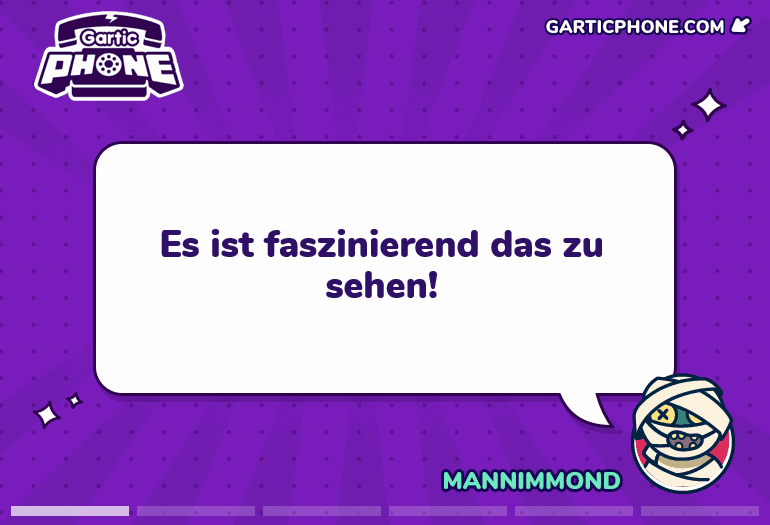 Gartic
PHONE
GARTICPHONE.COM
Es ist faszinierend das zu
sehen!
MANNIMMOND